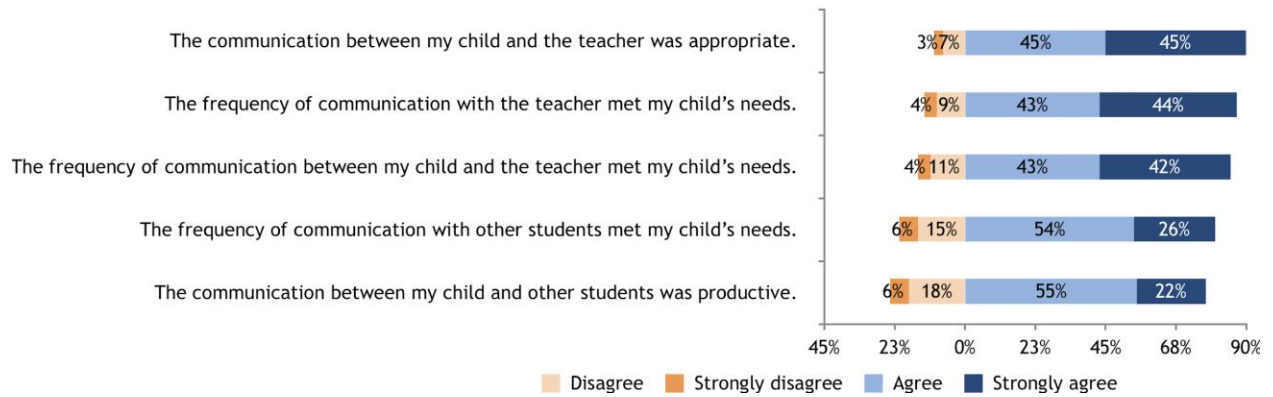 The communication between my child and the teacher was appropriate. 3% 7% 45% 45%
The frequency of communication with the teacher met my child's needs. 4% 9% 43% 44%
The frequency of communication between my child and the teacher met my child's needs. 4% 11% 43% 42%
The frequency of communication with other students met my child's needs. 6% 15% 54% 26%
The communication between my child and other students was productive. 6% 18% 55% 22%
45% 23% 0% 23% 45% 68% 90%
Disagree Strongly disagree Agree Strongly agree